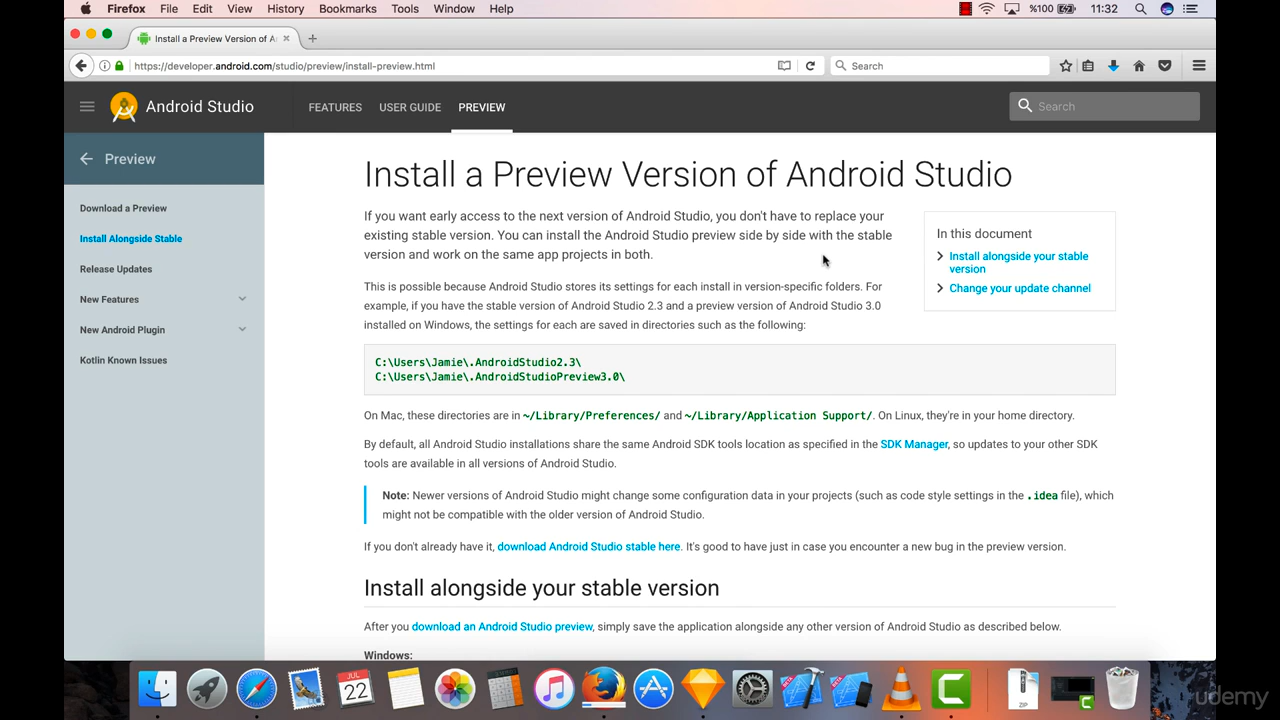 Firefox File Edit View History Bookmarks Tools Window Help %100 11:32
Install a Preview Version of A
https://developer.android.com/studio/preview/install-preview.html Search
Android Studio FEATURES USER GUIDE PREVIEW Search
Preview
Download a Preview
Install Alongside Stable
Release Updates
New Features
New Android Plugin
Kotlin Known Issues
Install a Preview Version of Android Studio
If you want early access to the next version of Android Studio, you don't have to replace your
existing stable version. You can install the Android Studio preview side by side with the stable
version and work on the same app projects in both.
In this document
Install alongside your stable
version
Change your update channel
This is possible because Android Studio stores its settings for each install in version-specific folders. For
example, if you have the stable version of Android Studio 2.3 and a preview version of Android Studio 3.0
installed on Windows, the settings for each are saved in directories such as the following:
C:\Users\Jamie\.AndroidStudio2.3\
C:\Users\Jamie\.AndroidStudioPreview3.0\
On Mac, these directories are in ~/Library/Preferences/ and ~/Library/Application Support/. On Linux, they're in your home directory.
By default, all Android Studio installations share the same Android SDK tools location as specified in the SDK Manager, so updates to your other SDK
tools are available in all versions of Android Studio.
Note: Newer versions of Android Studio might change some configuration data in your projects (such as code style settings in the .idea file), which
might not be compatible with the older version of Android Studio.
If you don't already have it, download Android Studio stable here. It's good to have just in case you encounter a new bug in the preview version.
Install alongside your stable version
After you download an Android Studio preview, simply save the application alongside any other version of Android Studio as described below.
Windows:
JUL
22
ZIP
udemy